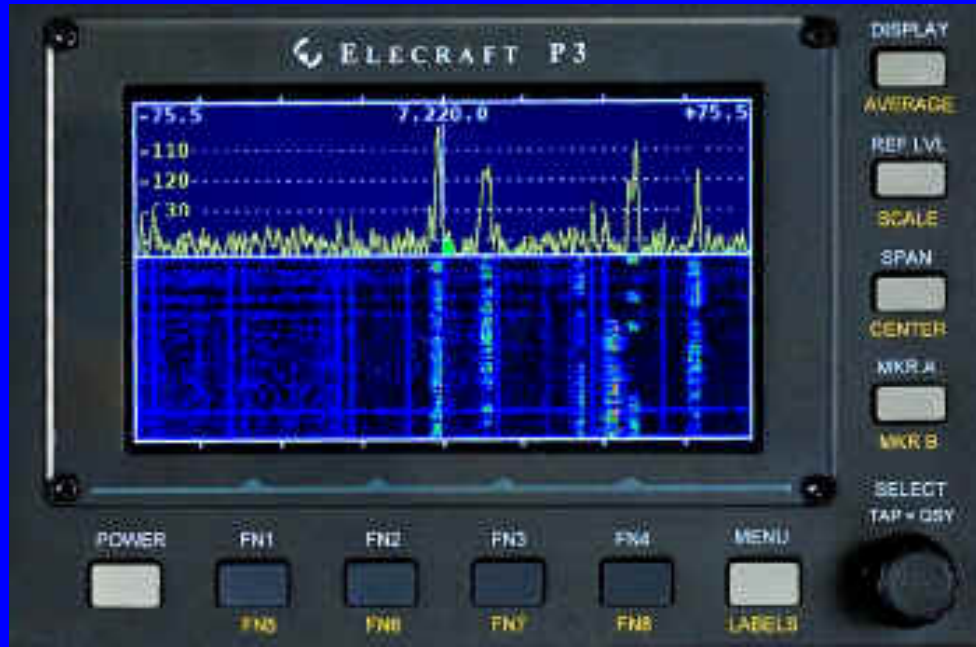 ELECRAFT P3
-75.5 7,220.0 +75.5
-110
-120
DISPLAY
AVERAGE
REF LVL
SCALE
SPAN
CENTER
MKR A
MKR B
SELECT
TAP = QSY
POWER FN1 FN2 FN3 FN4 MENU
FN5 FN6 FN7 FN8 LABELS